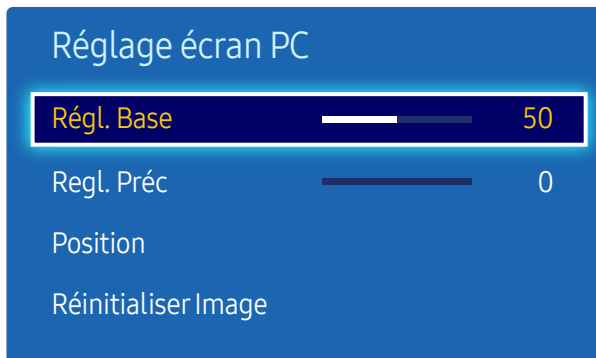 Réglage écran PC
Régl. Base 50
Regl. Préc 0
Position
Réinitialiser Image